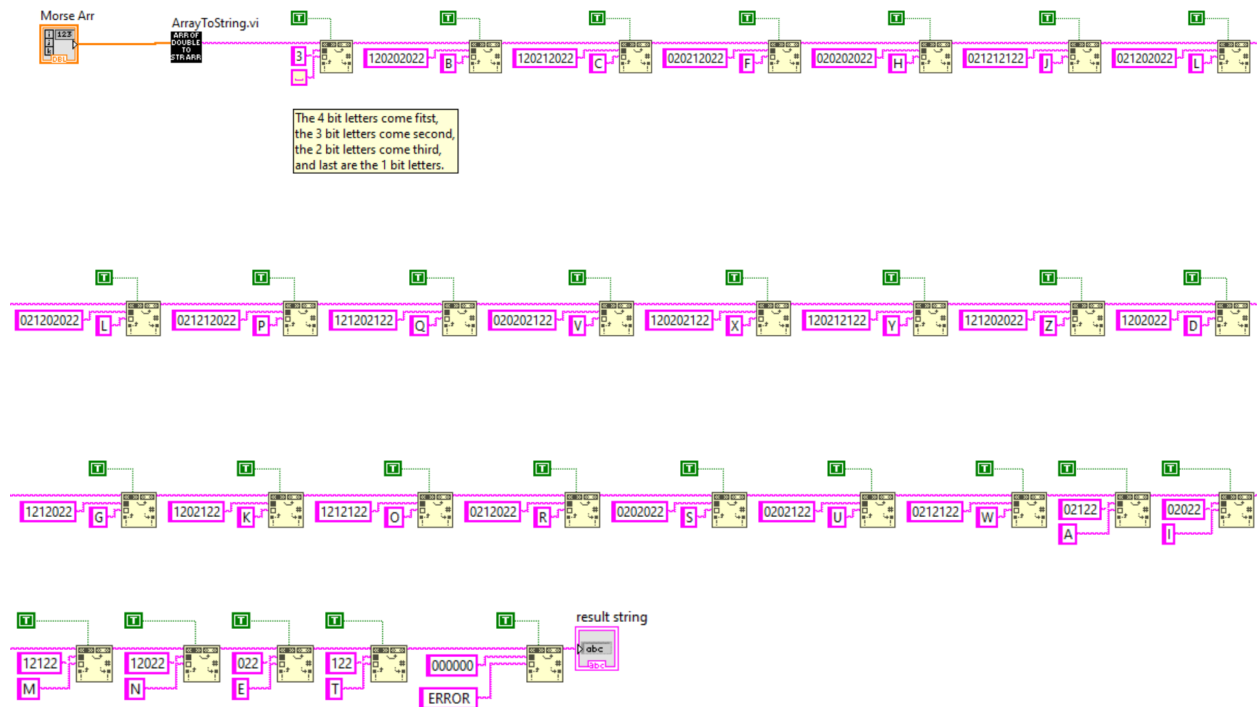 Morse Arr
ArrayToString.vi
T T T T T T T
i 123
j
k
DBL
ARR OF
DOUBLE
TO
STR ARR
3 120202022 B 120212022 C 020212022 F 020202022 H 021212122 J 021202022 L
The 4 bit letters come fitst,
the 3 bit letters come second,
the 2 bit letters come third,
and last are the 1 bit letters.
T T T T T T T T
021202022 L 021212022 P 121202122 Q 020202122 V 120202122 X 120212122 Y 121202022 Z 1202022 D
T T T T T T T T T
1212022 G 1202122 K 1212122 O 0212022 R 0202022 S 0202122 U 0212122 W 02122 A 02022 I
T T T T T
result string
abc
abc
12122 12022 022 122 000000
M N E T ERROR